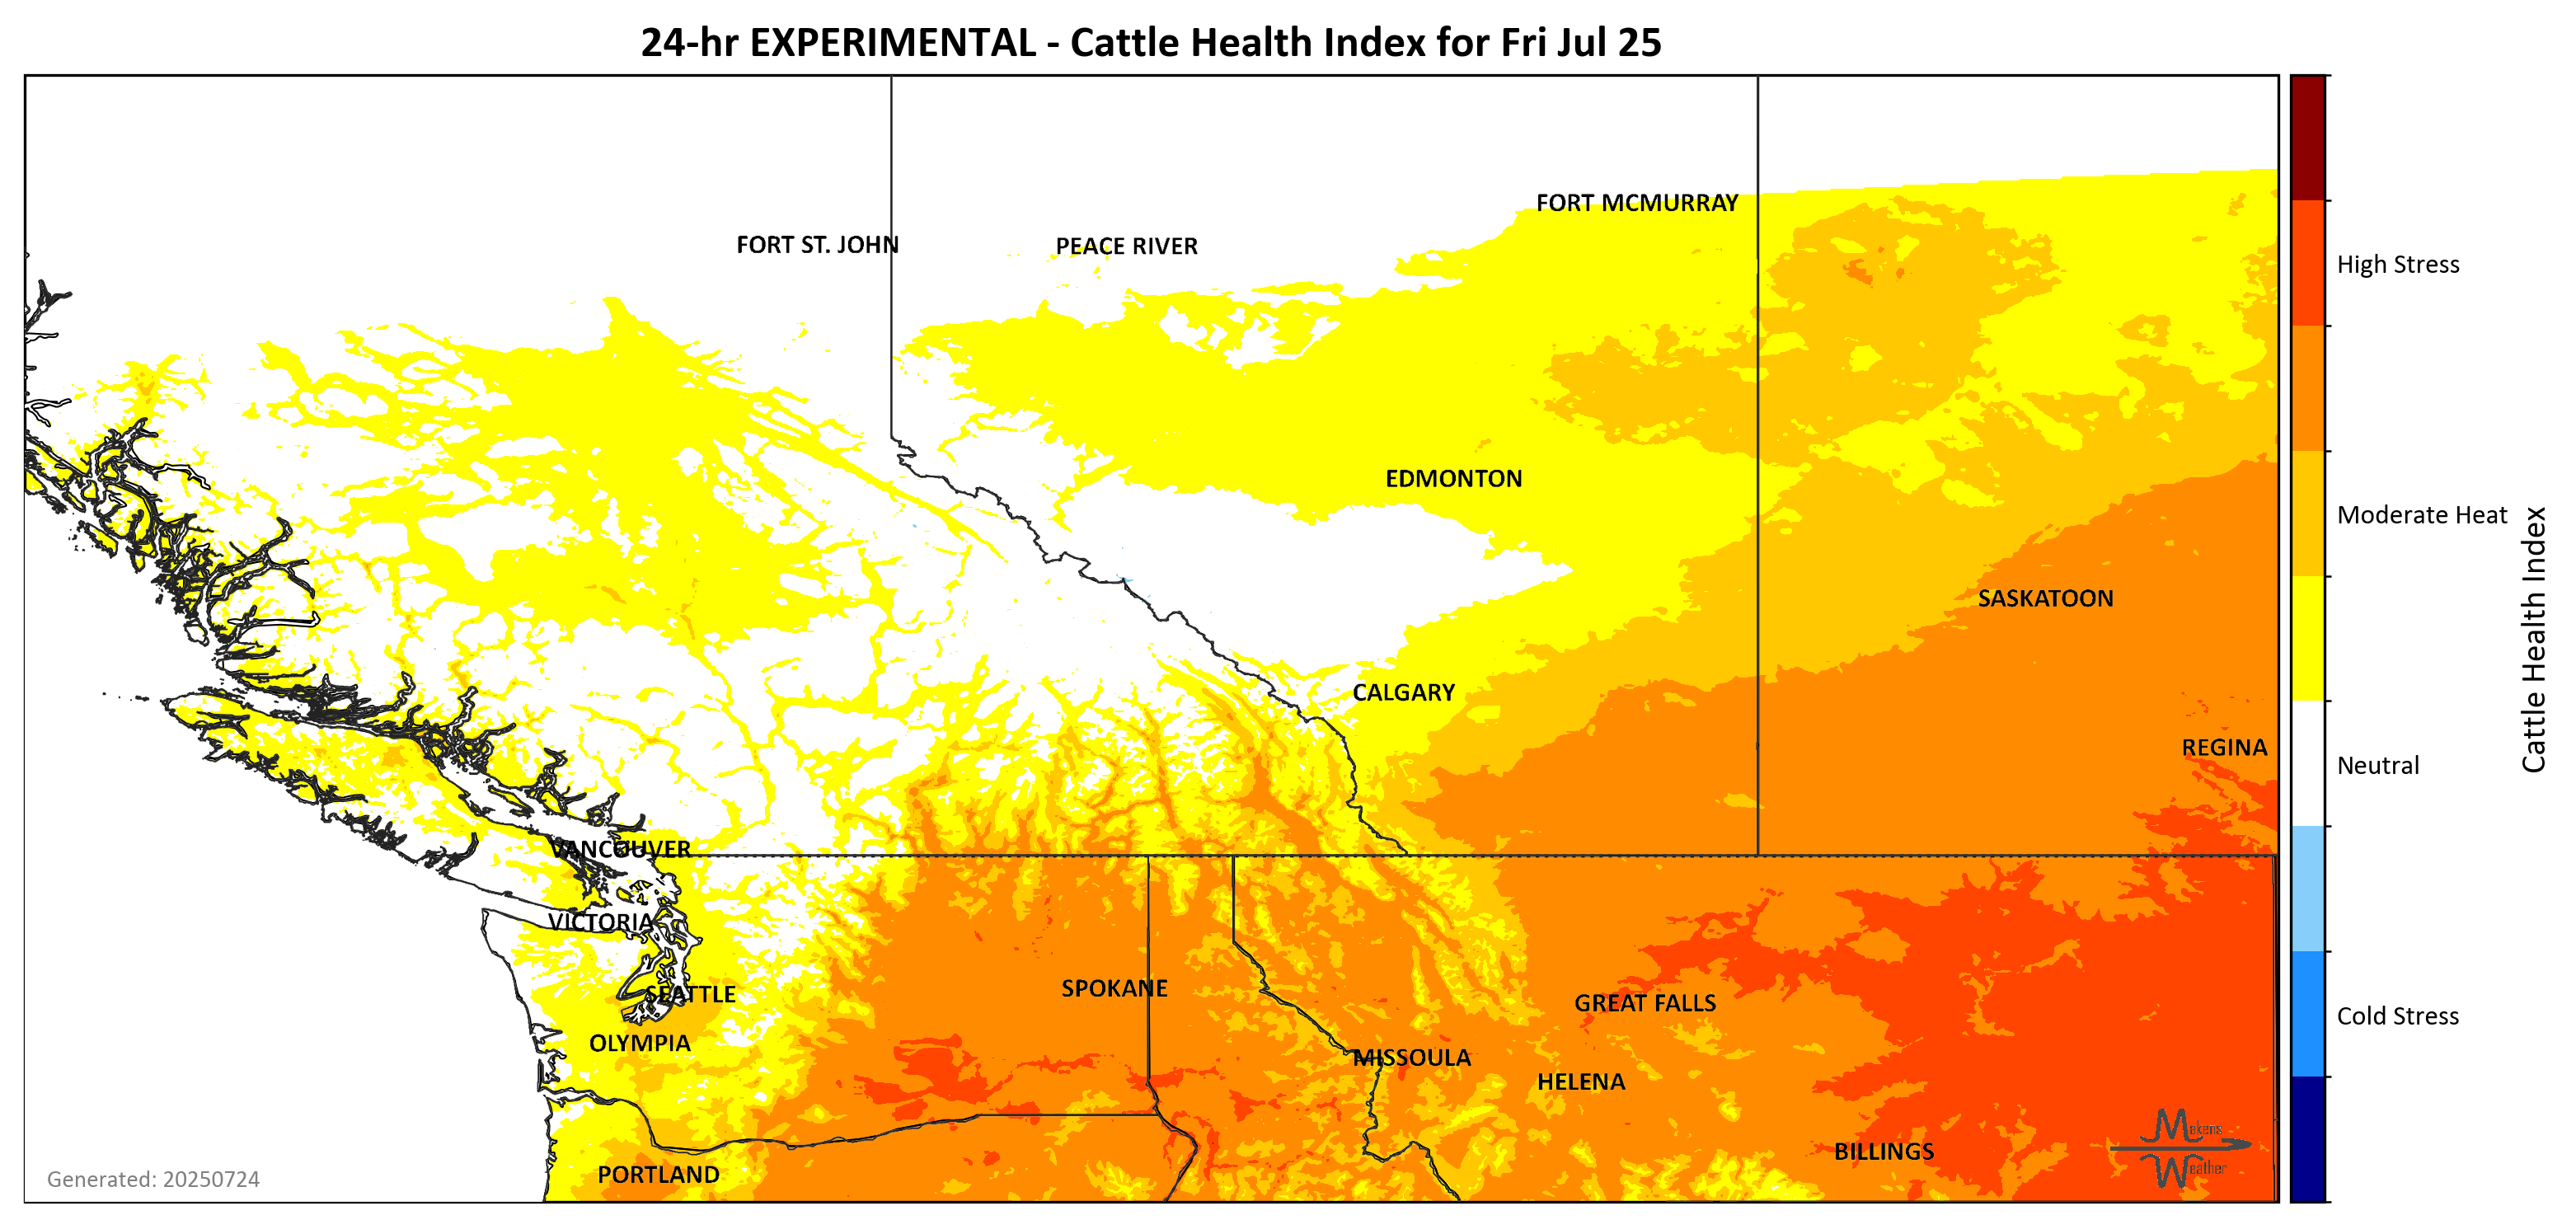 24-hr EXPERIMENTAL - Cattle Health Index for Fri Jul 25
FORT MCMURRAY
FORT ST. JOHN
PEACE RIVER
High Stress
EDMONTON
Moderate Heat
SASKATOON
CALGARY
REGINA
Neutral
Cattle Health Index
VANCOUVER
VICTORIA
SPOKANE
SEATTLE
GREAT FALLS
Cold Stress
OLYMPIA
MISSOULA
HELENA
Makens
Weather
BILLINGS
PORTLAND
Generated: 20250724